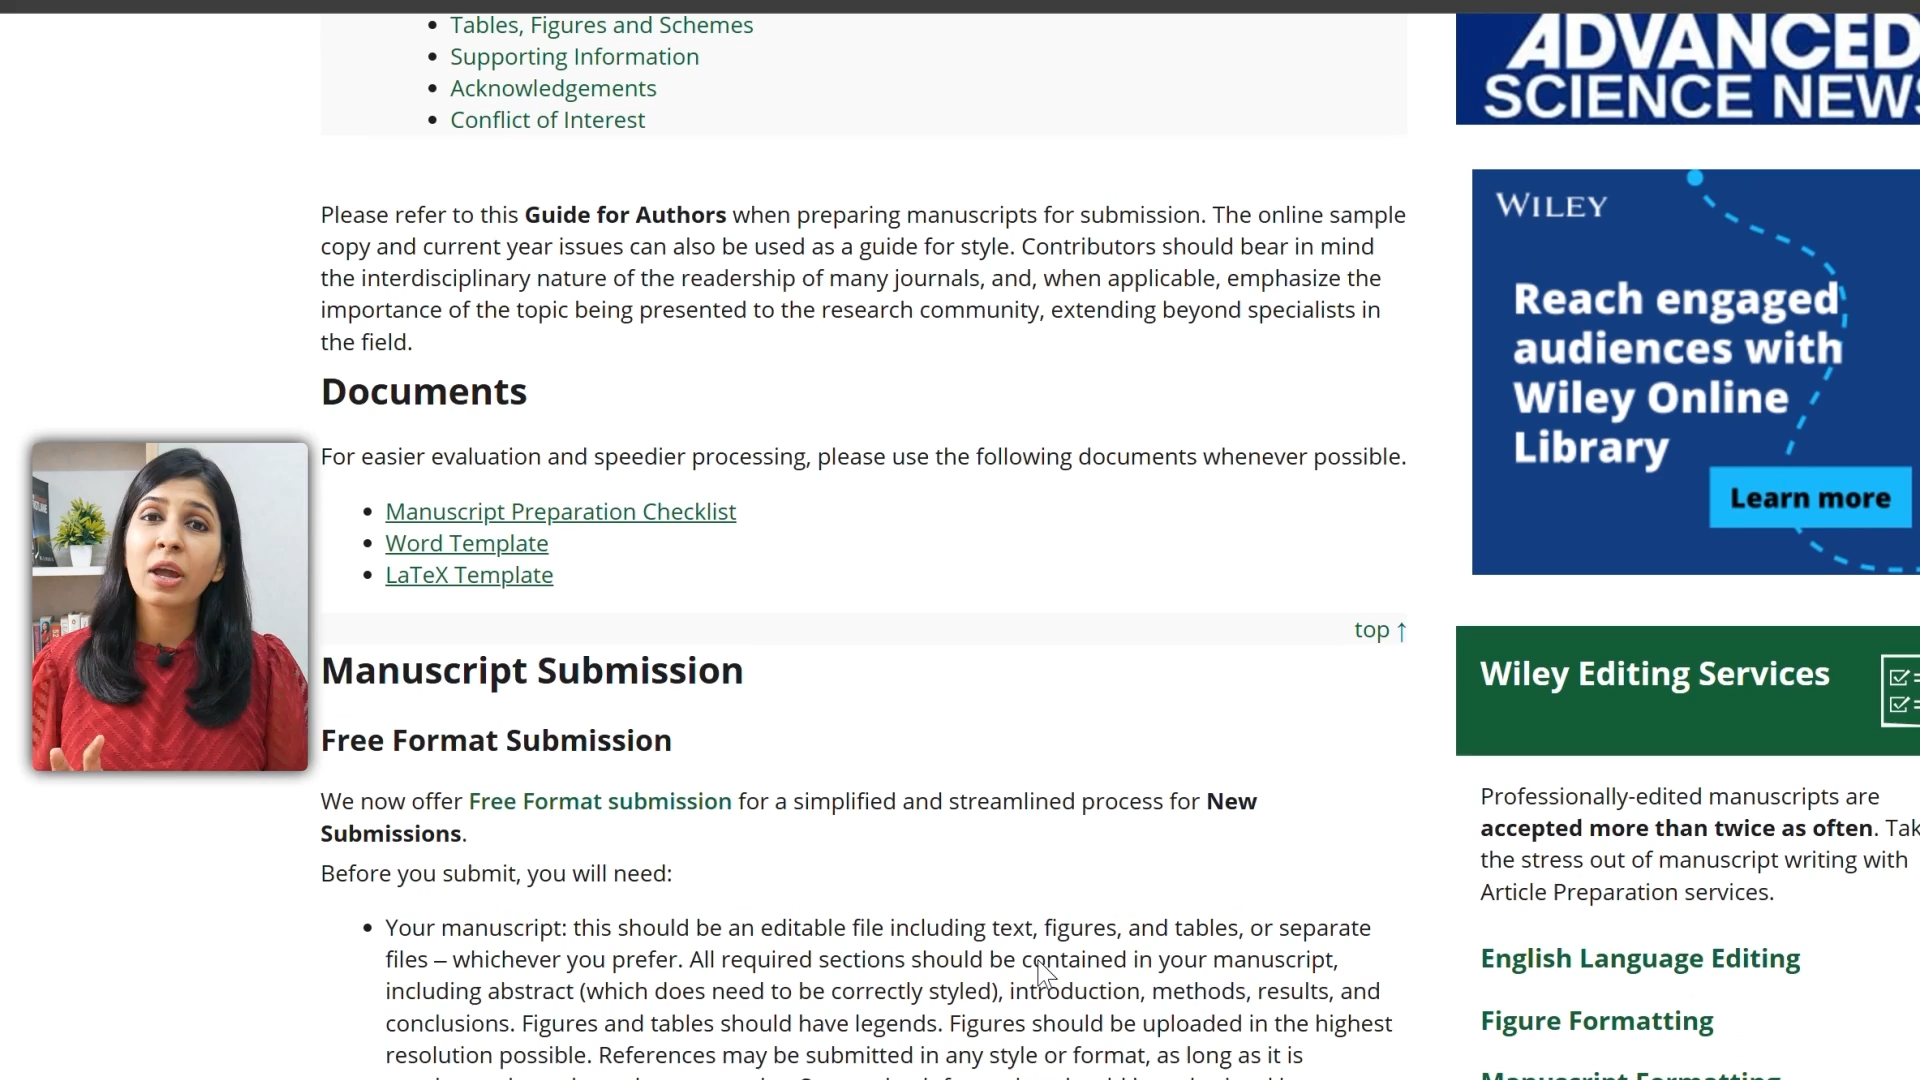 Tables, Figures and Schemes
Supporting Information
Acknowledgements
Conflict of Interest
Please refer to this Guide for Authors when preparing manuscripts for submission. The online sample
copy and current year issues can also be used as a guide for style. Contributors should bear in mind
the interdisciplinary nature of the readership of many journals, and, when applicable, emphasize the
importance of the topic being presented to the research community, extending beyond specialists in
the field.
Documents
For easier evaluation and speedier processing, please use the following documents whenever possible.
Manuscript Preparation Checklist
Word Template
LaTeX Template
top ↑
Manuscript Submission
Free Format Submission
We now offer Free Format submission for a simplified and streamlined process for New
Submissions.
Before you submit, you will need:
Your manuscript: this should be an editable file including text, figures, and tables, or separate
files – whichever you prefer. All required sections should be contained in your manuscript,
including abstract (which does need to be correctly styled), introduction, methods, results, and
conclusions. Figures and tables should have legends. Figures should be uploaded in the highest
resolution possible. References may be submitted in any style or format, as long as it is
ADVANCED
SCIENCE NEWS
WILEY
Reach engaged
audiences with
Wiley Online
Library
Learn more
Wiley Editing Services
Professionally-edited manuscripts are
accepted more than twice as often. Tak
the stress out of manuscript writing with
Article Preparation services.
English Language Editing
Figure Formatting
Manuscript Formatting